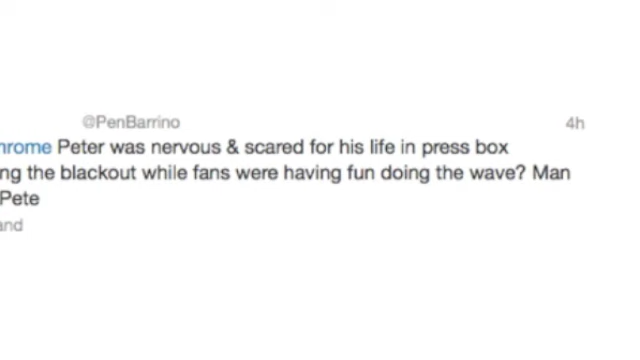 @PenBarrino 4h
hrome Peter was nervous & scared for his life in press box
ng the blackout while fans were having fun doing the wave? Man
Pete
and